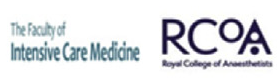 The Faculty of
Intensive Care Medicine
RCOA
Royal College of Anaesthetists